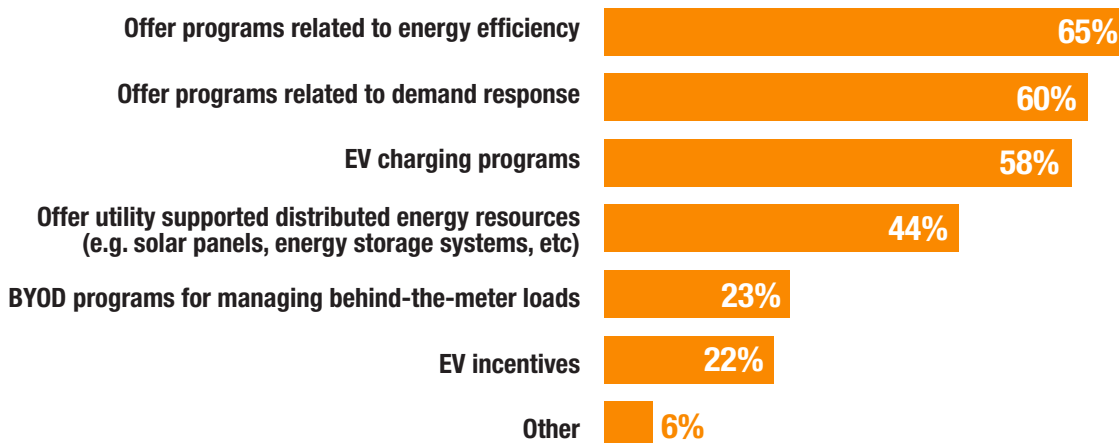 Offer programs related to energy efficiency 65%
Offer programs related to demand response 60%
EV charging programs 58%
Offer utility supported distributed energy resources
(e.g. solar panels, energy storage systems, etc) 44%
BYOD programs for managing behind-the-meter loads 23%
EV incentives 22%
Other 6%